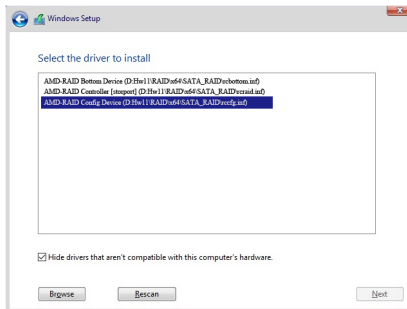 Windows Setup
Select the driver to install
AMD-RAID Bottom Device (D:Hw11\RAID\x64\SATA_RAID\rcbottom.inf)
AMD-RAID Controller [storport] (D:Hw11\RAID\x64\SATA_RAID\rcraid.inf)
AMD-RAID Config Device (D:Hw11\RAID\x64\SATA_RAID\rccfg.inf)
Hide drivers that aren't compatible with this computer's hardware.
Browse
Rescan
Next